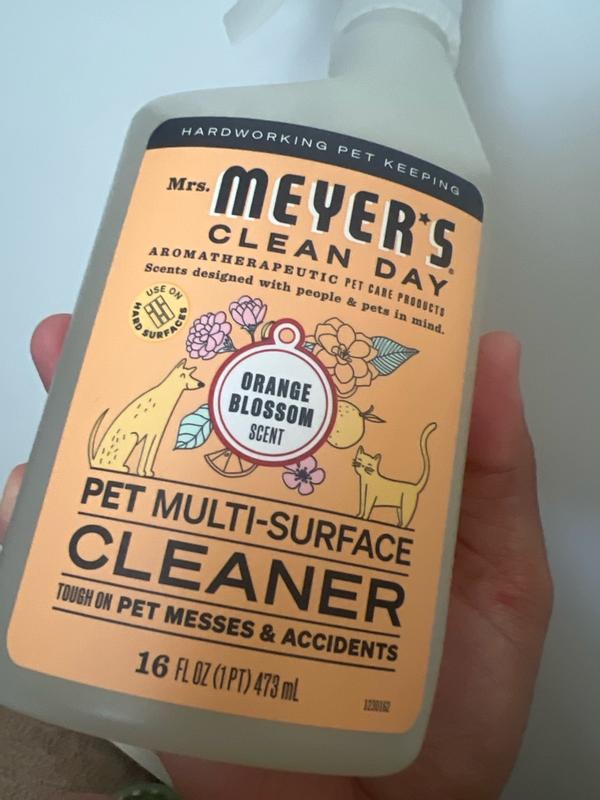 HARDWORKING PET KEEPING
Mrs. MEYER'S®
CLEAN DAY
AROMATHERAPEUTIC PET CARE PRODUCTS
Scents designed with people & pets in mind.
USE ON
HARD SURFACES
ORANGE
BLOSSOM
SCENT
PET MULTI-SURFACE
CLEANER
TOUGH ON PET MESSES & ACCIDENTS
16 FL OZ (1 PT) 473 mL
1230162